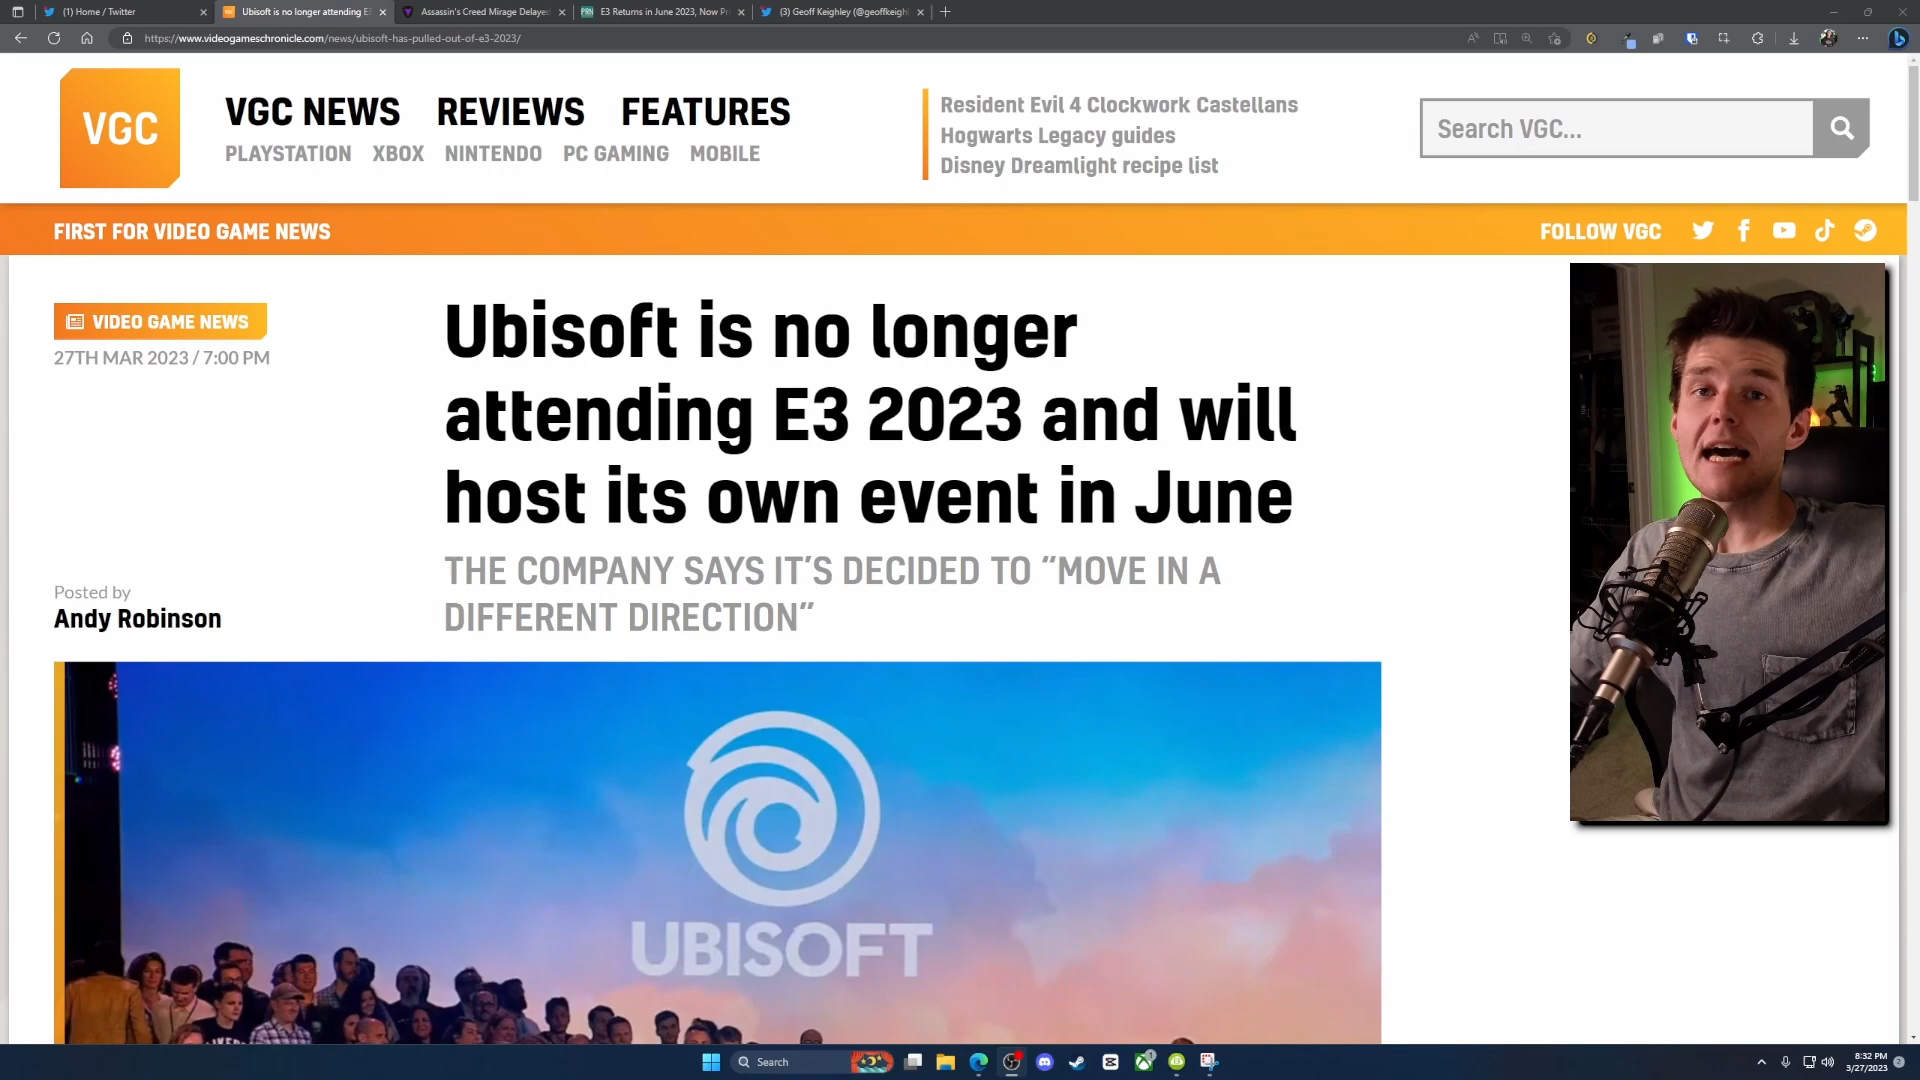 (1) Home / Twitter
Ubisoft is no longer attending E3
Assassin's Creed Mirage Delayed
E3 Returns in June 2023, Now Pr
(3) Geoff Keighley (@geoffkeigh
https://www.videogameschronicle.com/news/ubisoft-has-pulled-out-of-e3-2023/
VGC
VGC NEWS REVIEWS FEATURES
PLAYSTATION XBOX NINTENDO PC GAMING MOBILE
Resident Evil 4 Clockwork Castellans
Hogwarts Legacy guides
Disney Dreamlight recipe list
Search VGC...
FIRST FOR VIDEO GAME NEWS
FOLLOW VGC
VIDEO GAME NEWS
27TH MAR 2023 / 7:00 PM
Ubisoft is no longer
attending E3 2023 and will
host its own event in June
THE COMPANY SAYS IT'S DECIDED TO “MOVE IN A
DIFFERENT DIRECTION”
Posted by
Andy Robinson
UBISOFT
Search
8:32 PM
3/27/2023